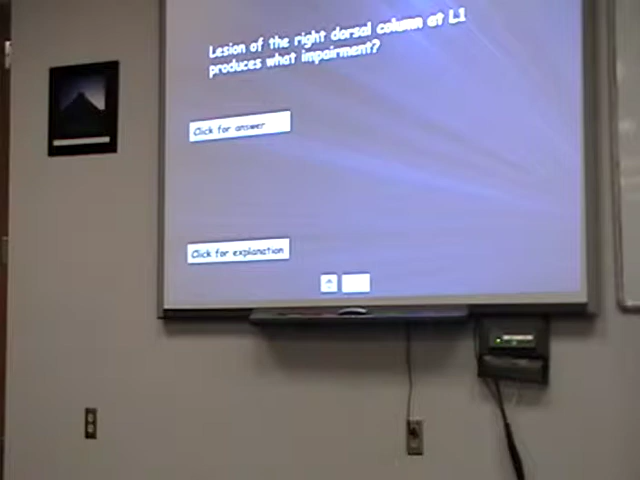 Lesion of the right dorsal column at L1
produces what impairment?
Click for answer
Click for explanation